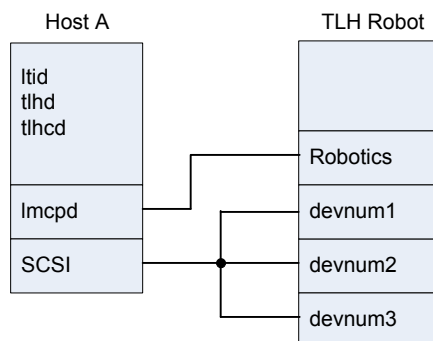 Host A
ltid
tlhd
tlhcd
lmcpd
SCSI
TLH Robot
Robotics
devnum1
devnum2
devnum3